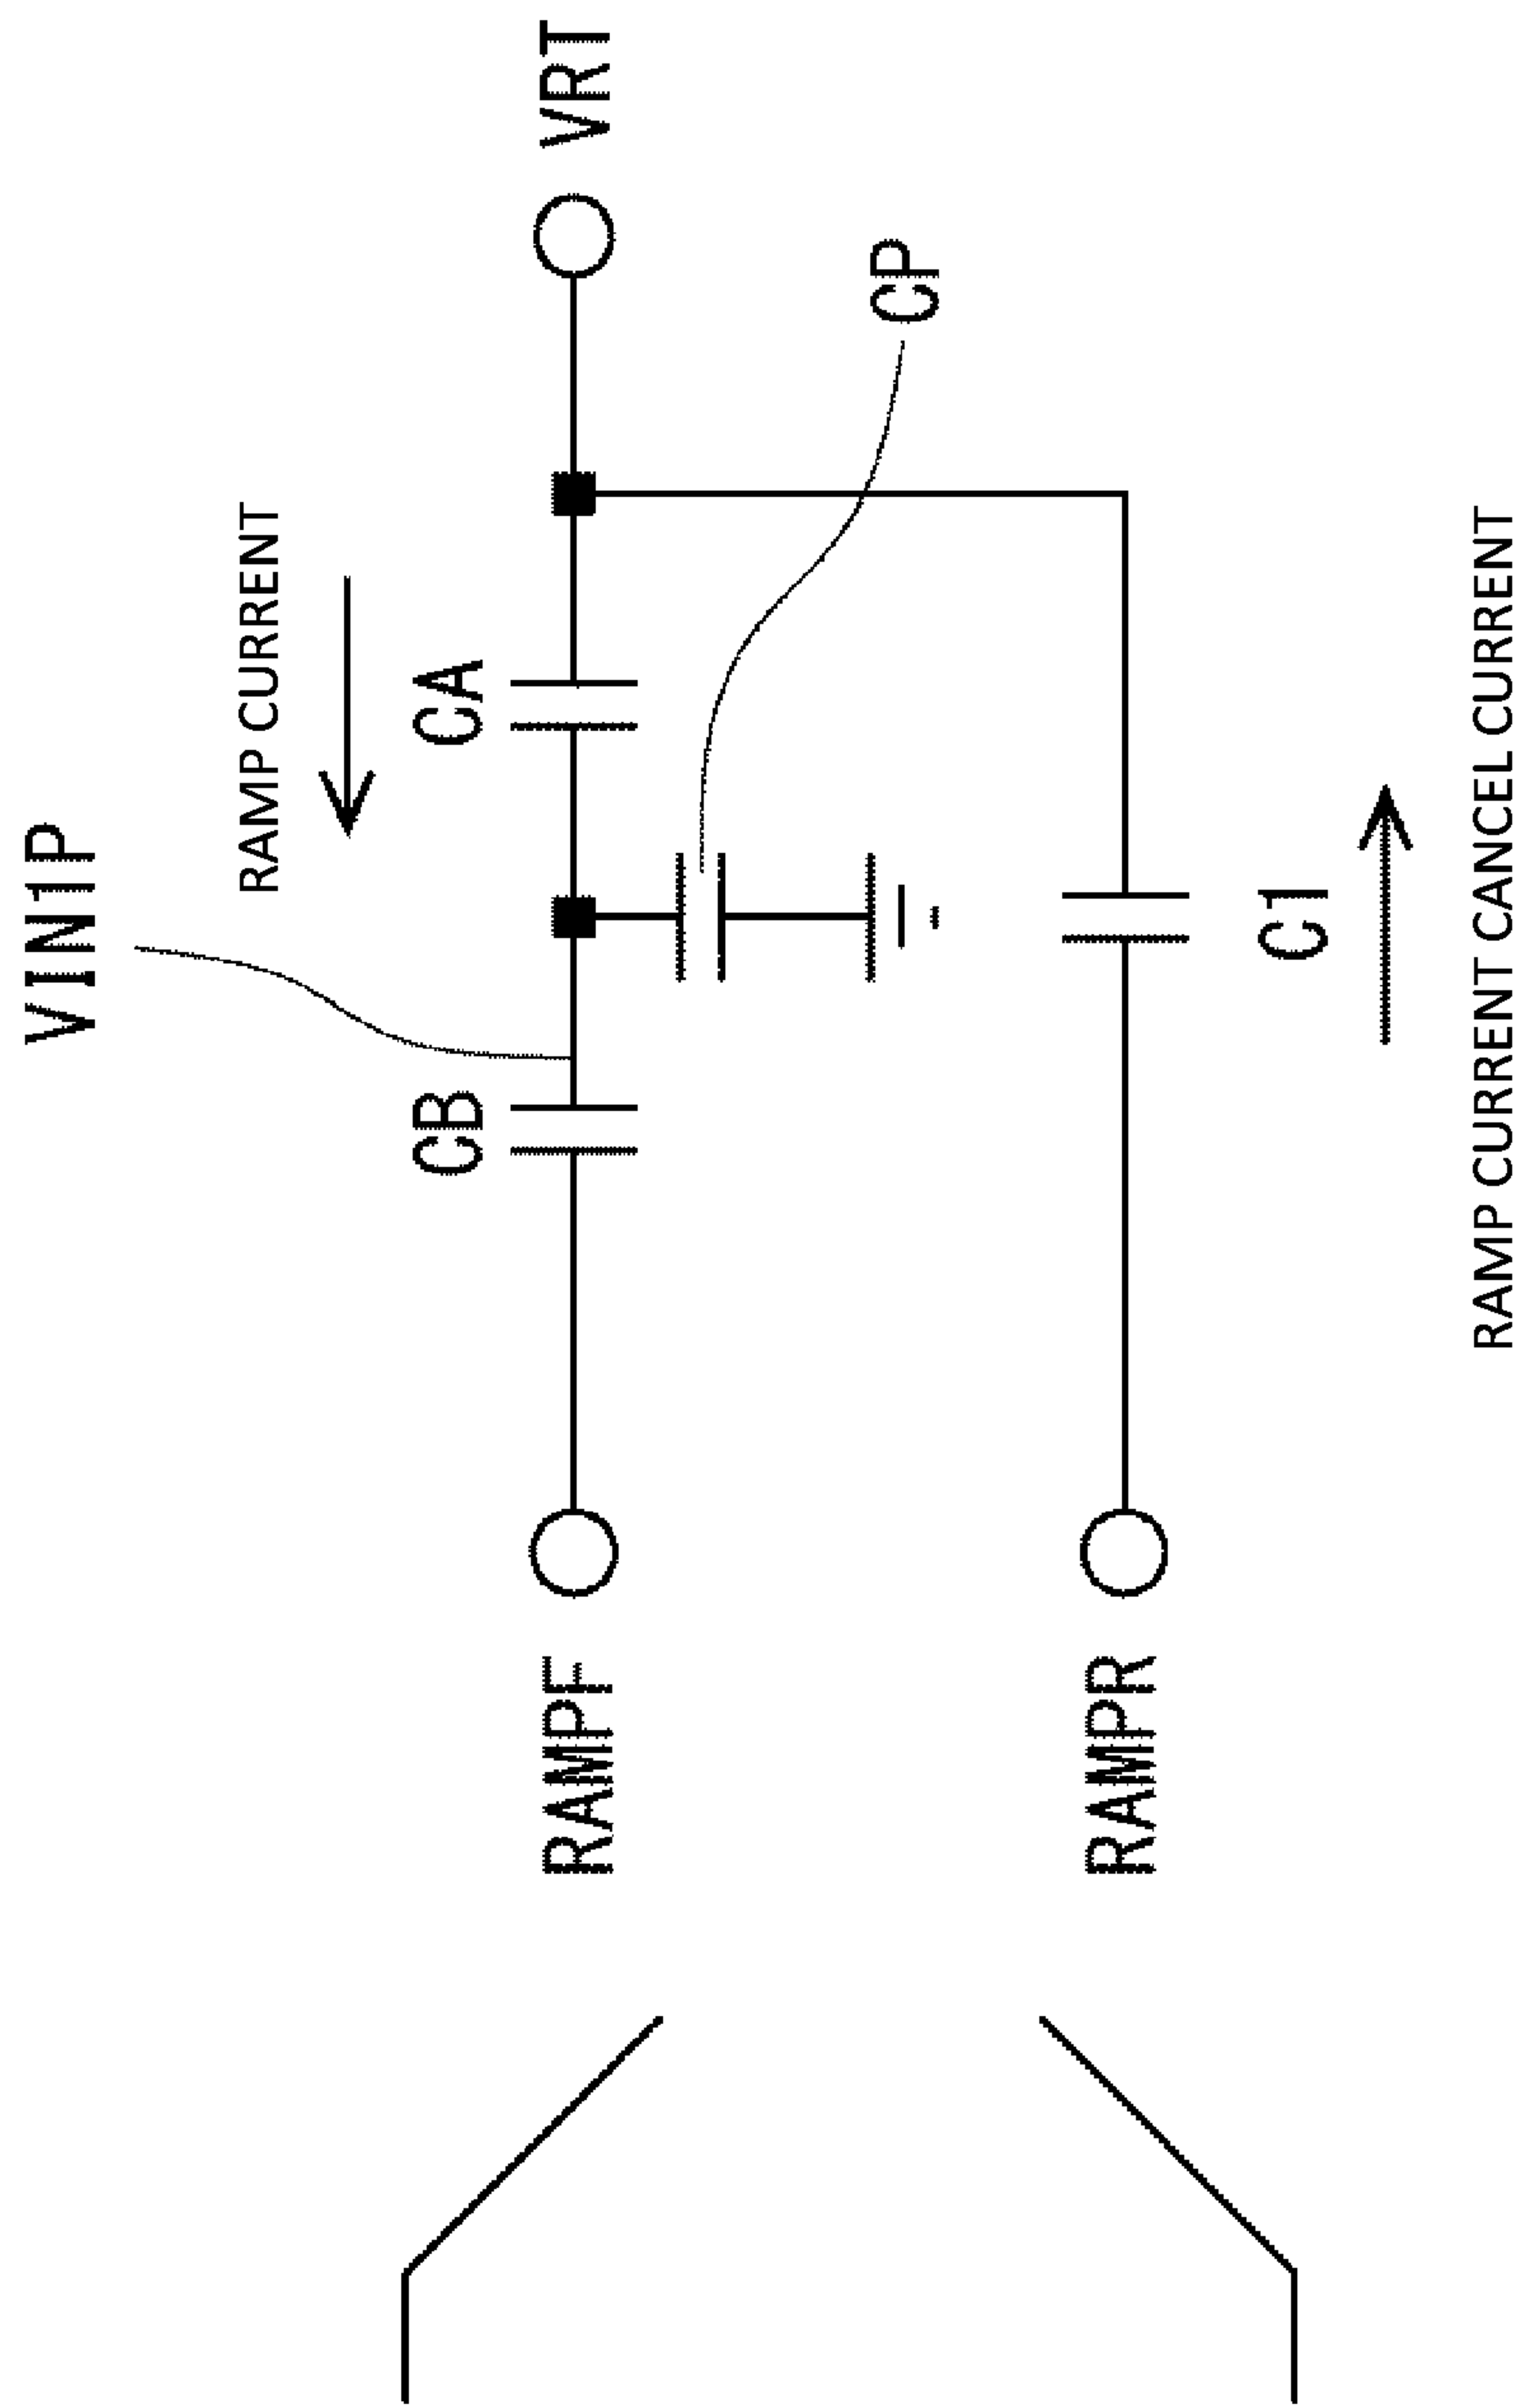 VIN1P
RAMP CURRENT
CB
CA
RAMPF
VRT
CP
RAMPR
C1
RAMP CURRENT CANCEL CURRENT